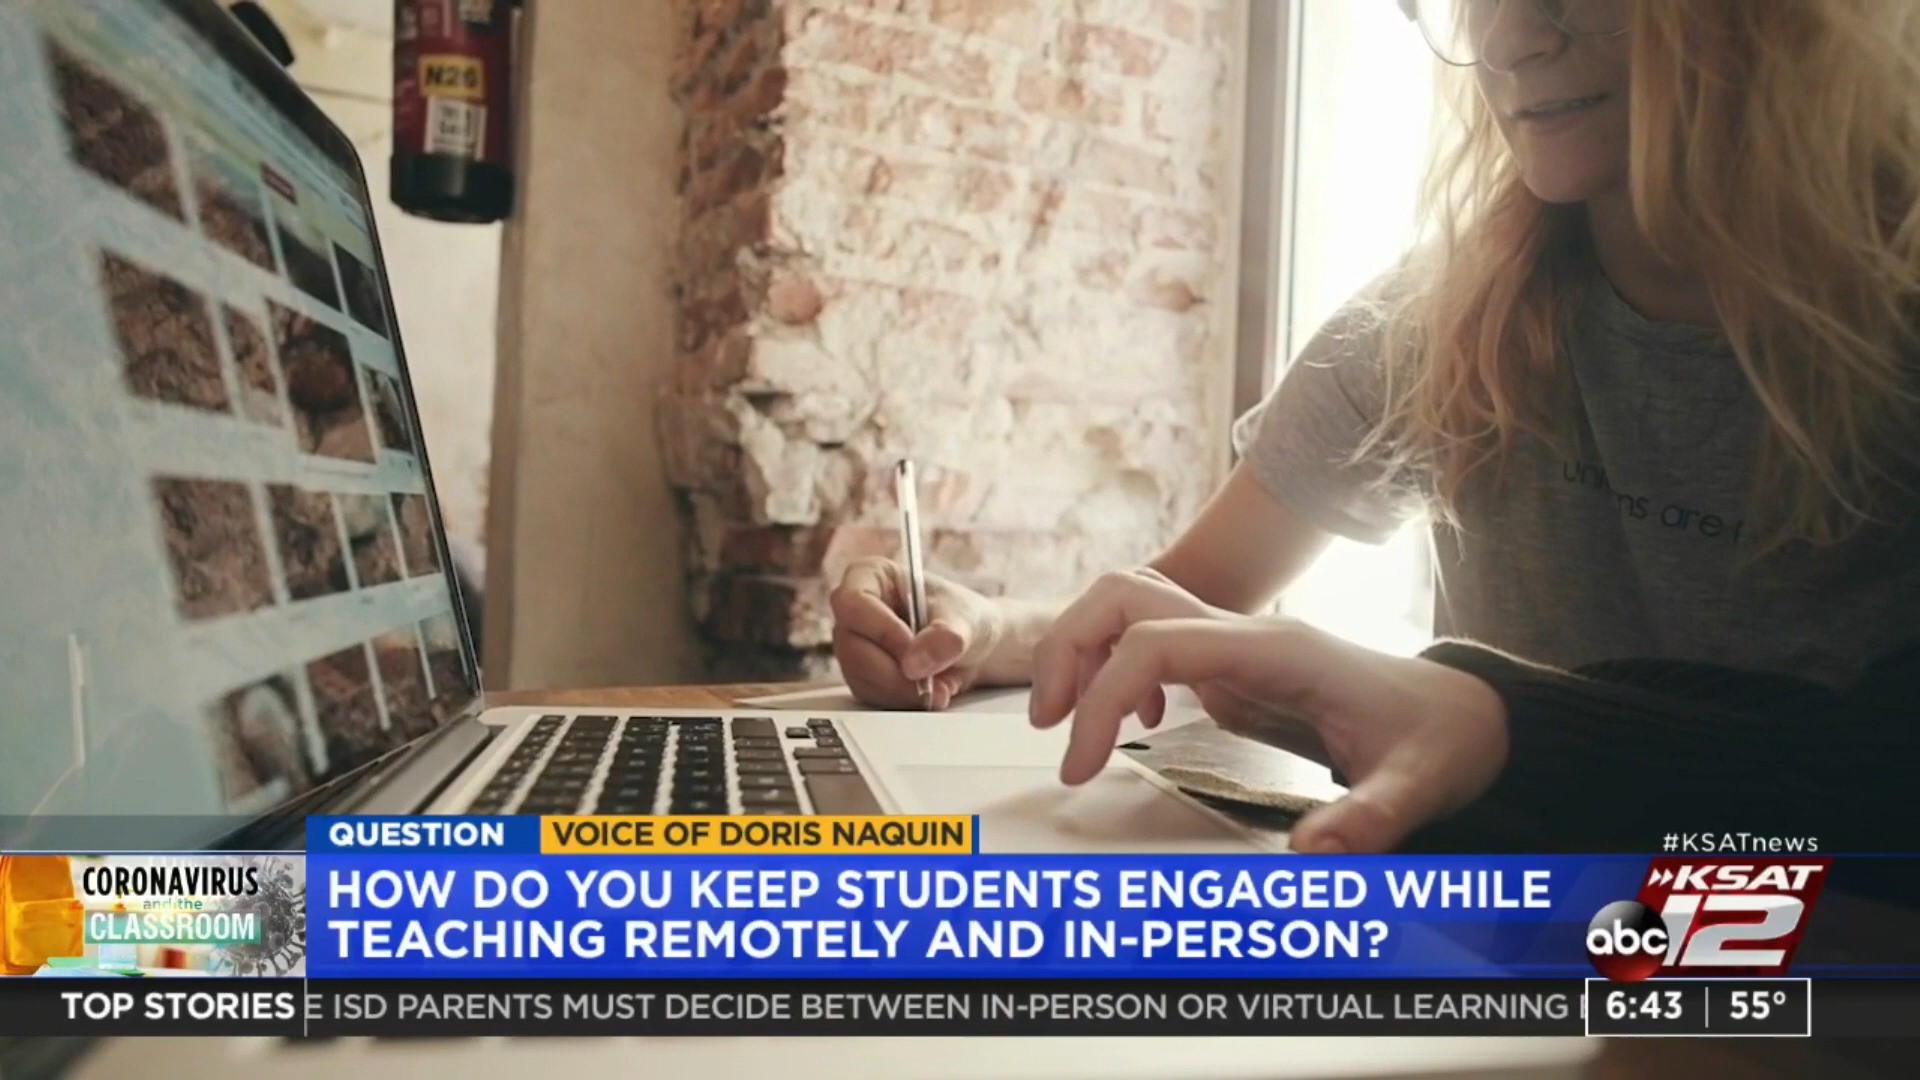 N26
QUESTION
VOICE OF DORIS NAQUIN
#KSATnews
CORONAVIRUS
and the
CLASSROOM
HOW DO YOU KEEP STUDENTS ENGAGED WHILE
TEACHING REMOTELY AND IN-PERSON?
KSAT
abc 12
TOP STORIES
E ISD PARENTS MUST DECIDE BETWEEN IN-PERSON OR VIRTUAL LEARNING
6:43
55°